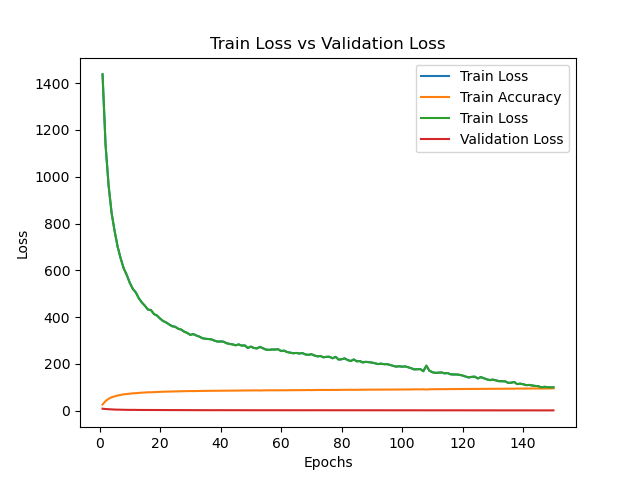 Train Loss vs Validation Loss
Train Loss
Train Accuracy
Train Loss
Validation Loss
Loss
1400
1200
1000
800
600
400
200
0
0 20 40 60 80 100 120 140
Epochs